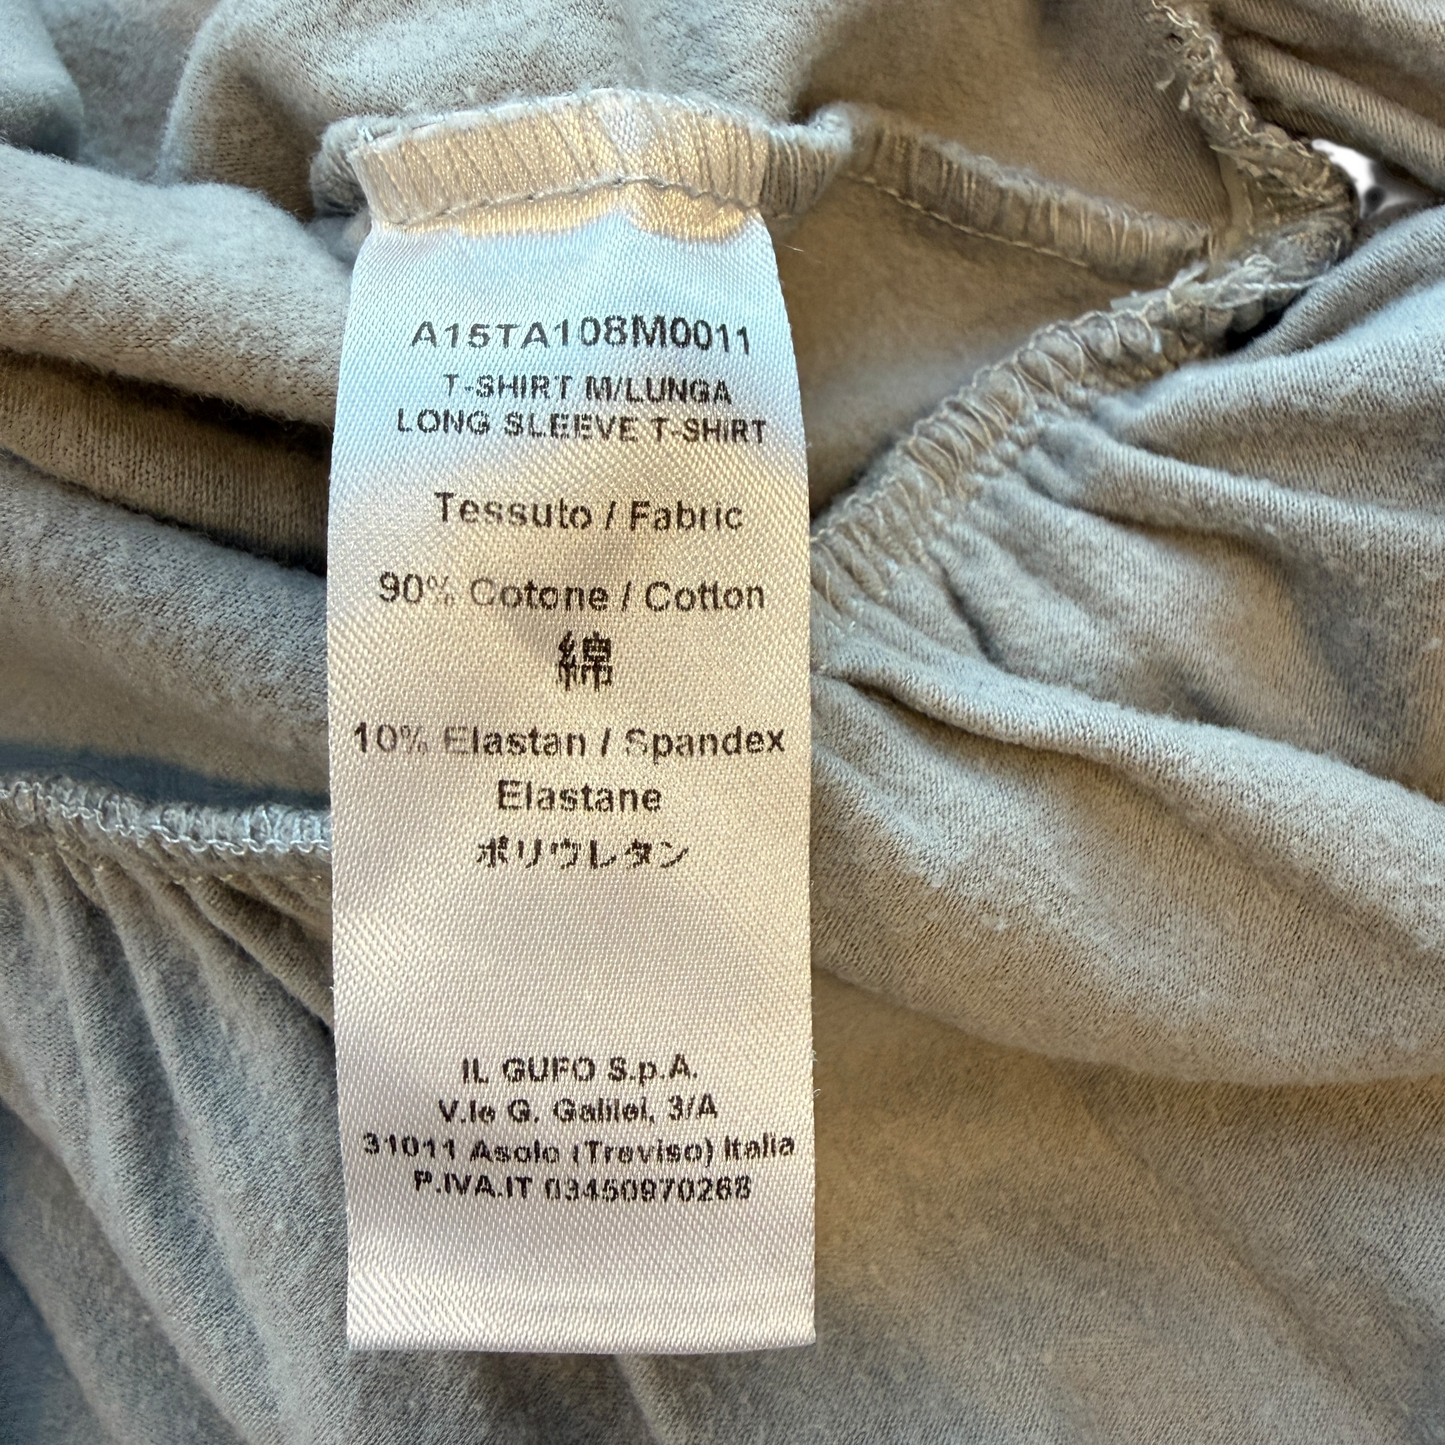 A15TA108M0011
T-SHIRT M/LUNGA
LONG SLEEVE T-SHIRT
Tessuto / Fabric
90% Cotone / Cotton
綿
10% Elastan / Spandex
Elastane
ポリウレタン
IL GUFO S.p.A.
V.le G. Galilei, 3/A
31011 Asolo (Treviso) Italia
P.IVA.IT 03450970268